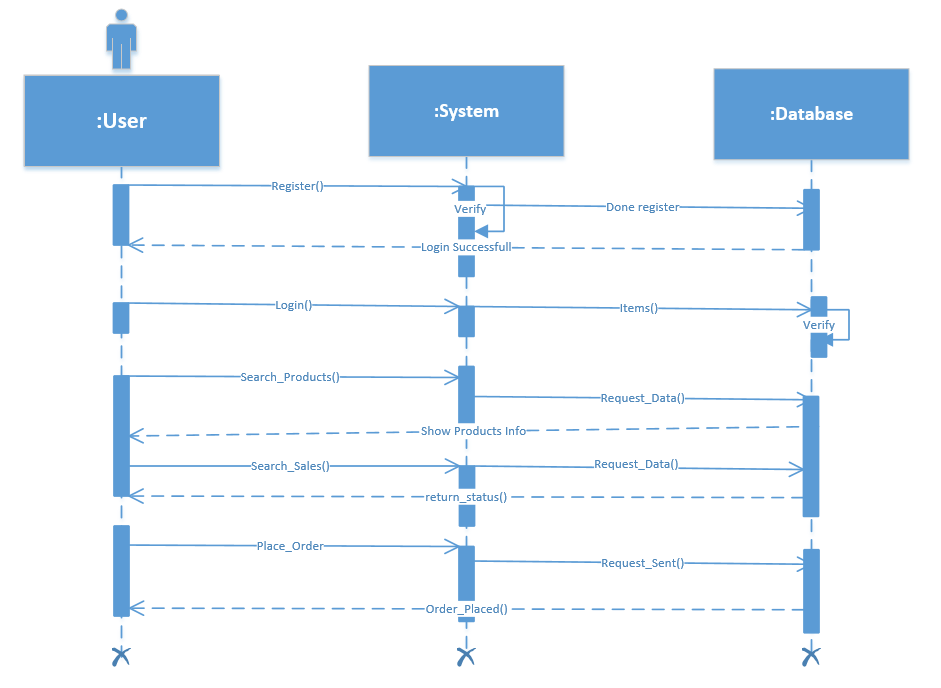 :User
:System
:Database
Register()
Verify
Done register
Login Successfull
Login()
Items()
Verify
Search_Products()
Request_Data()
Show Products Info
Search_Sales()
Request_Data()
return_status()
Place_Order
Request_Sent()
Order_Placed()